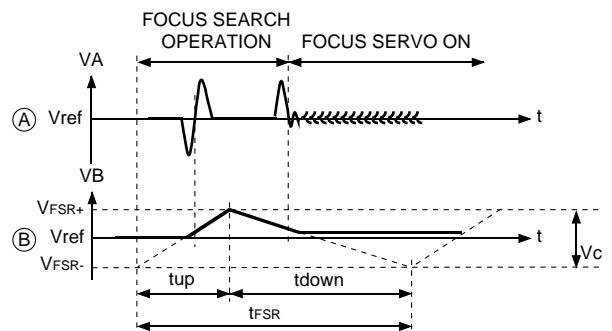 FOCUS SEARCH
OPERATION
FOCUS SERVO ON
VA
A
Vref
t
VB
VFSR+
B
Vref
t
VFSR-
Vc
tup
tdown
tFSR